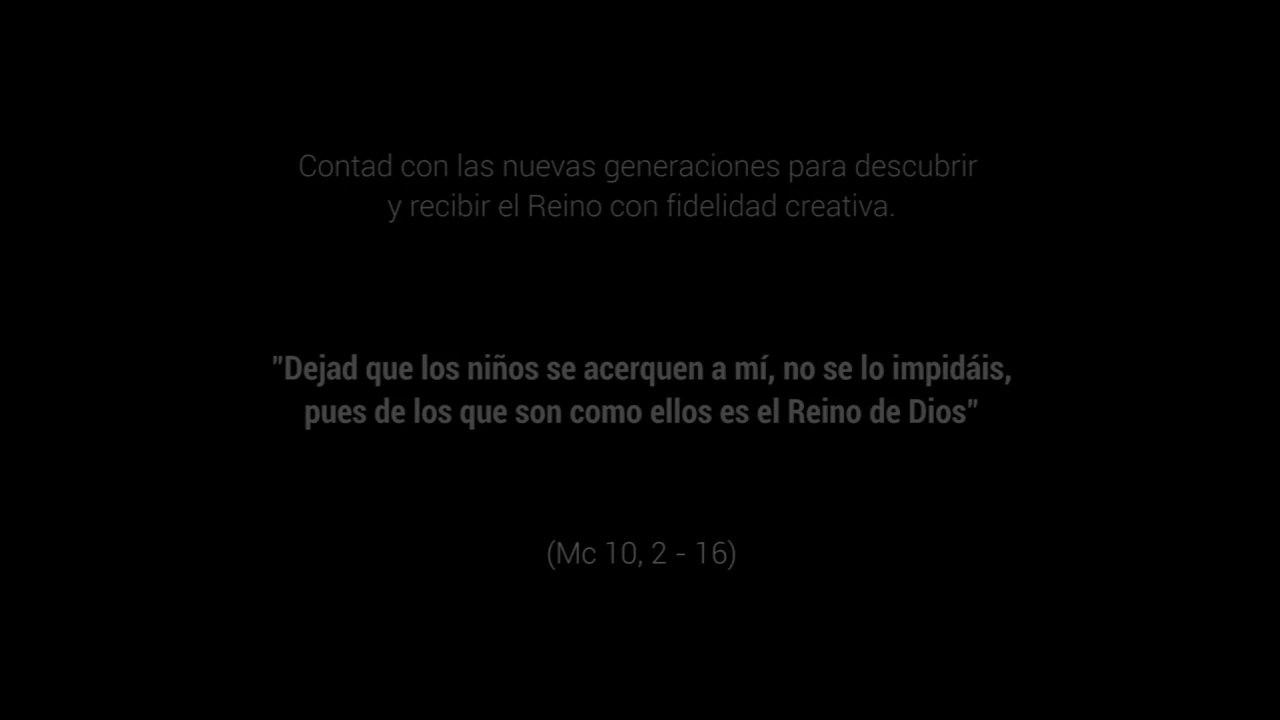 Contad con las nuevas generaciones para descubrir
y recibir el Reino con fidelidad creativa.
"Dejad que los niños se acerquen a mí, no se lo impidáis,
pues de los que son como ellos es el Reino de Dios"
(Mc 10, 2 - 16)